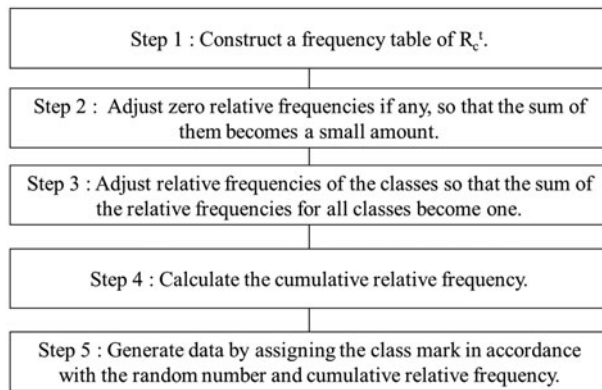 Step 1 : Construct a frequency table of R_c^t.
Step 2 : Adjust zero relative frequencies if any, so that the sum of
them becomes a small amount.
Step 3 : Adjust relative frequencies of the classes so that the sum of
the relative frequencies for all classes become one.
Step 4 : Calculate the cumulative relative frequency.
Step 5 : Generate data by assigning the class mark in accordance
with the random number and cumulative relative frequency.